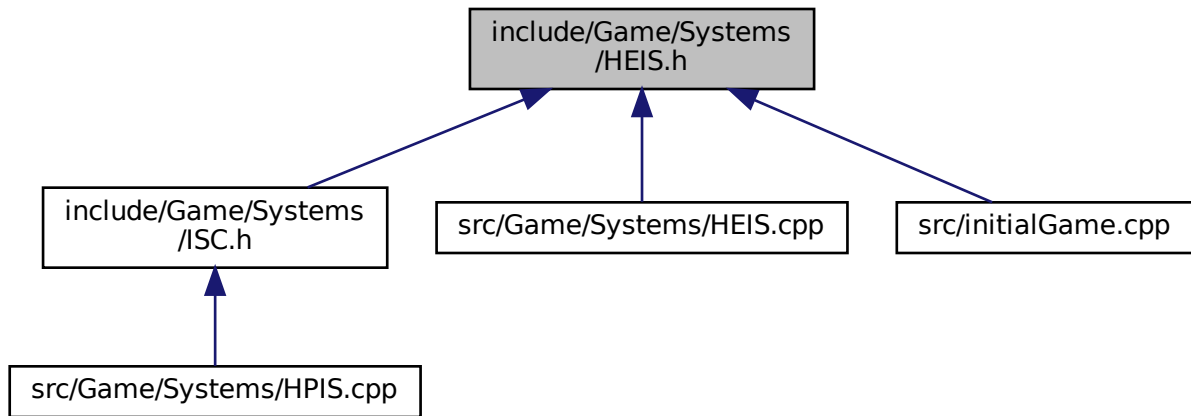 include/Game/Systems
/HEIS.h
include/Game/Systems
/ISC.h
src/Game/Systems/HEIS.cpp
src/initialGame.cpp
src/Game/Systems/HPIS.cpp